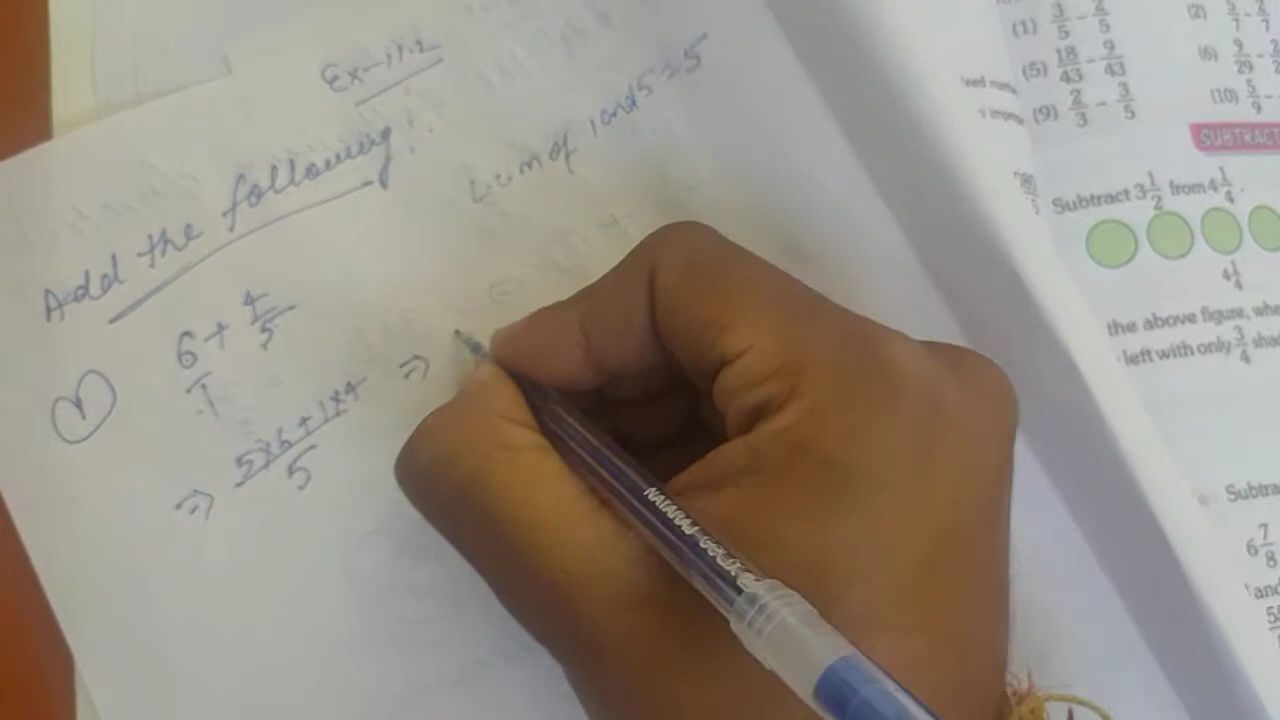 Ex-11.2
Add the following:
Lcm of 1 and 5 = 5
① 6/1 + 4/5
⇒ 5×6+1×4/5 ⇒
NATARAJ
(1) 3/5 - 2/5
(2) 5/7 - 2/7
(5) 18/43 - 9/43
(6) 9/29 -
(9) 2/3 - 3/5
(10) 5/9 -
SUBTRACT
Subtract 3 1/2 from 4 1/4.
4 1/4
the above figure, whe
left with only 3/4 sha
Subtra
6 7/8
and